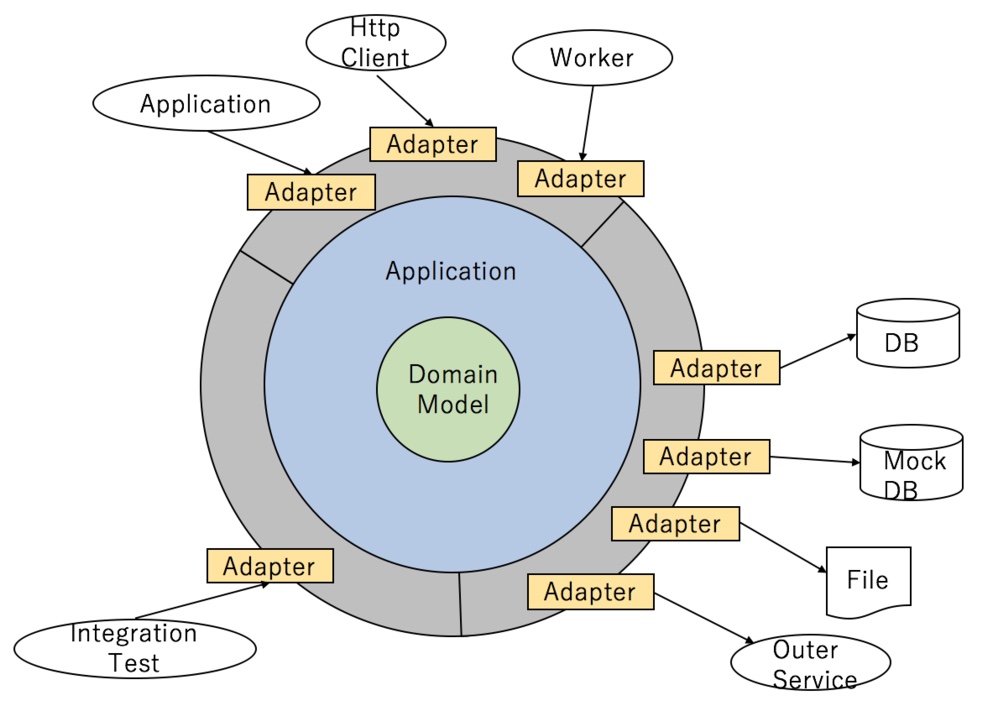 Http
Client
Worker
Application
Adapter
Adapter
Adapter
Application
DB
Adapter
Domain
Model
Adapter
Mock
DB
Adapter
Adapter
File
Adapter
Integration
Test
Outer
Service